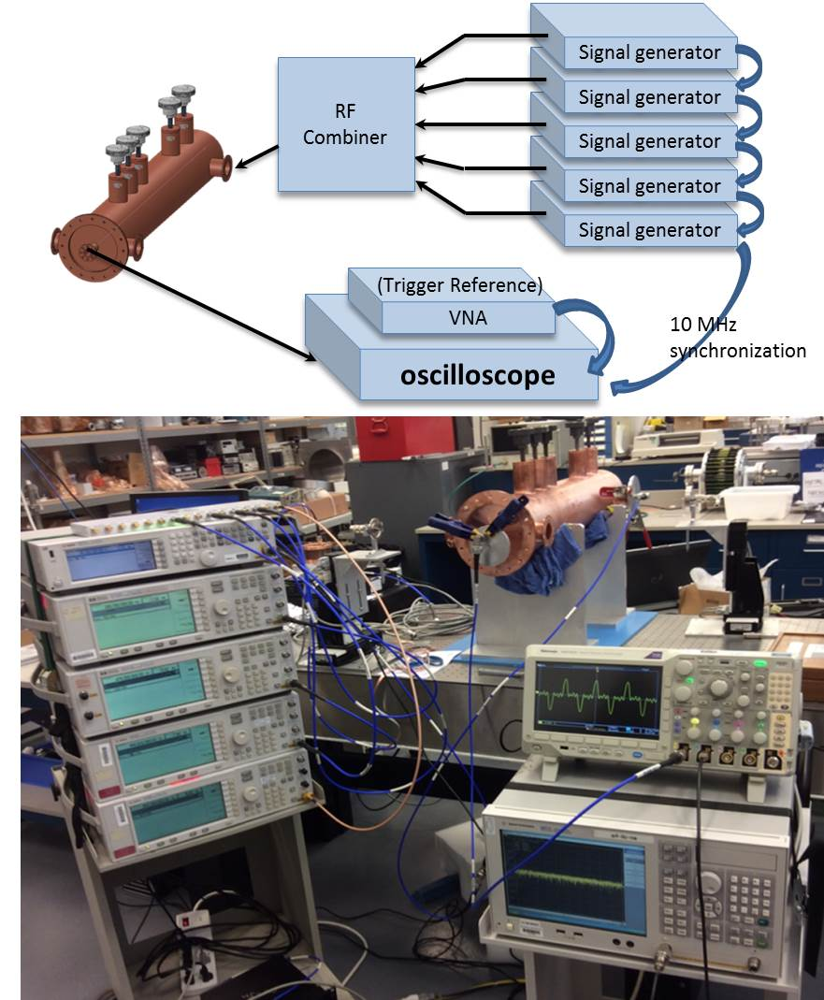 Signal generator
Signal generator
Signal generator
Signal generator
Signal generator
RF
Combiner
(Trigger Reference)
VNA
oscilloscope
10 MHz
synchronization